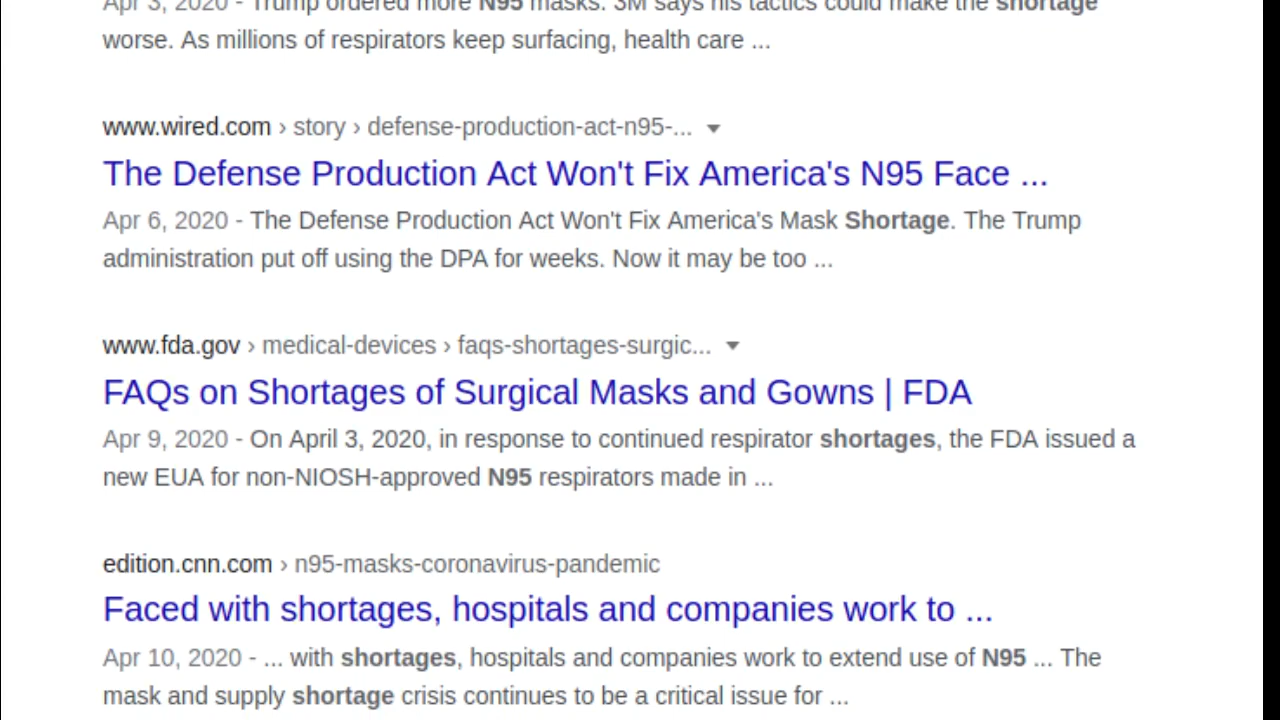 Apr 3, 2020 - Trump ordered more N95 masks. 3M says his tactics could make the shortage
worse. As millions of respirators keep surfacing, health care ...
www.wired.com › story › defense-production-act-n95-...
The Defense Production Act Won't Fix America's N95 Face ...
Apr 6, 2020 - The Defense Production Act Won't Fix America's Mask Shortage. The Trump
administration put off using the DPA for weeks. Now it may be too ...
www.fda.gov › medical-devices › faqs-shortages-surgic...
FAQs on Shortages of Surgical Masks and Gowns | FDA
Apr 9, 2020 - On April 3, 2020, in response to continued respirator shortages, the FDA issued a
new EUA for non-NIOSH-approved N95 respirators made in ...
edition.cnn.com › n95-masks-coronavirus-pandemic
Faced with shortages, hospitals and companies work to ...
Apr 10, 2020 - ... with shortages, hospitals and companies work to extend use of N95 ... The
mask and supply shortage crisis continues to be a critical issue for ...